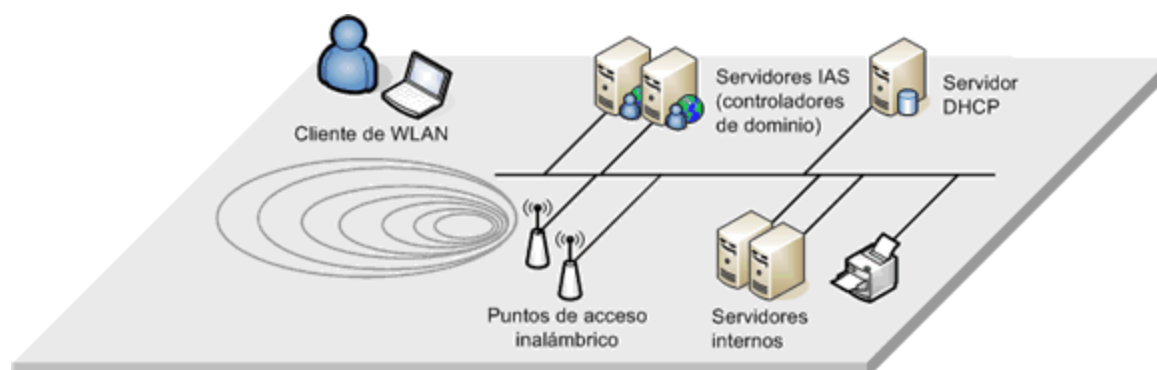 Cliente de WLAN
Servidores IAS
(controladores
de dominio)
Servidor
DHCP
Puntos de acceso
inalámbrico
Servidores
internos